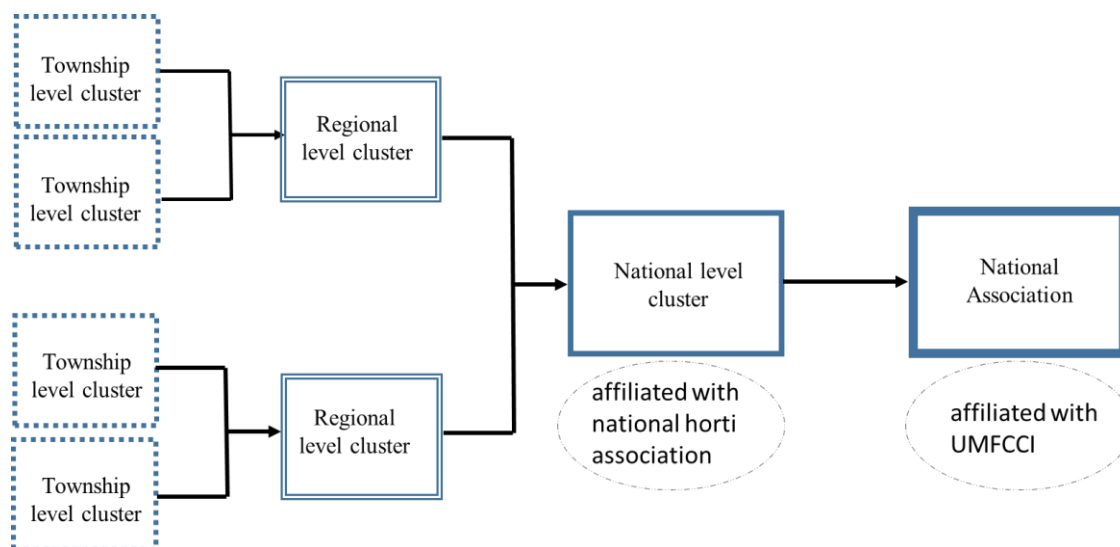 Township
level cluster
Township
level cluster
Regional
level cluster
Township
level cluster
Township
level cluster
Regional
level cluster
National level
cluster
affiliated with
national horti
association
National
Association
affiliated with
UMFCCI